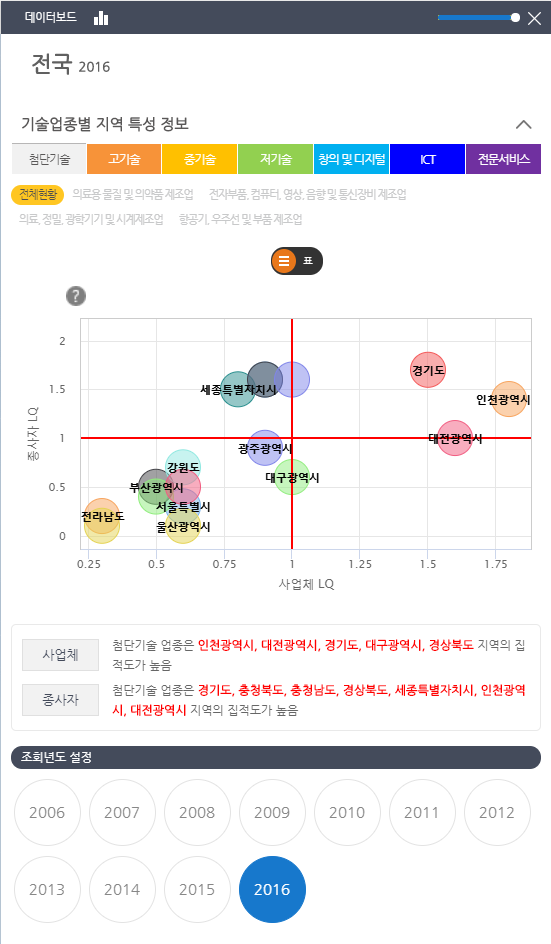 데이터보드
전국 2016
기술업종별 지역 특성 정보
첨단기술 고기술 중기술 저기술 창의 및 디지털 ICT 전문서비스
전체현황 의료용 물질 및 의약품 제조업 전자부품, 컴퓨터, 영상, 음향 및 통신장비 제조업
의료, 정밀, 광학기기 및 시계제조업 항공기, 우주선 및 부품 제조업
표
?
종사자 LQ
2
1.5
1
0.5
0
경기도
세종특별자치시
인천광역시
대전광역시
광주광역시
강원도
대구광역시
부산광역시
서울특별시
전라남도
울산광역시
0.25 0.5 0.75 1 1.25 1.5 1.75
사업체 LQ
사업체
첨단기술 업종은 인천광역시, 대전광역시, 경기도, 대구광역시, 경상북도 지역의 집
적도가 높음
종사자
첨단기술 업종은 경기도, 충청북도, 충청남도, 경상북도, 세종특별자치시, 인천광역
시, 대전광역시 지역의 집적도가 높음
조회년도 설정
2006 2007 2008 2009 2010 2011 2012
2013 2014 2015 2016